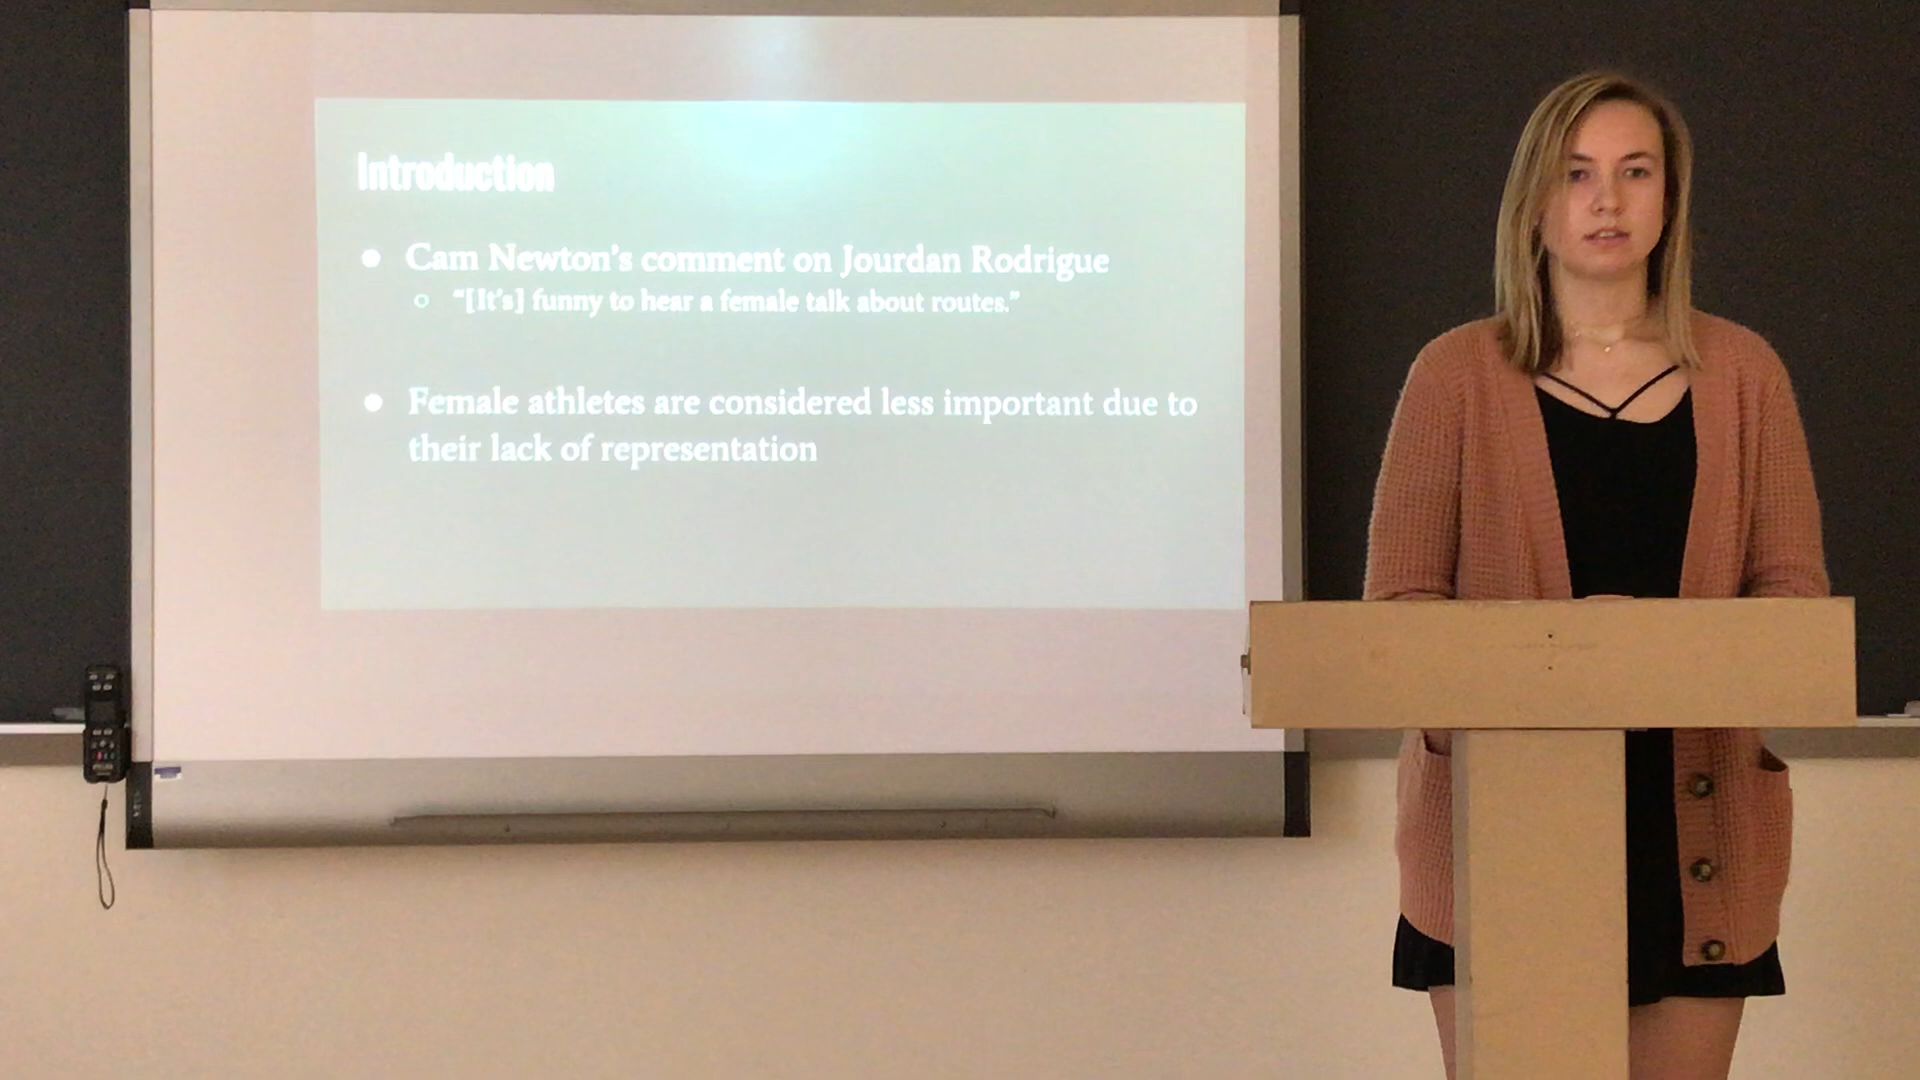 Introduction
Cam Newton's comment on Jourdan Rodrigue
"[It's] funny to hear a female talk about routes."
Female athletes are considered less important due to
their lack of representation